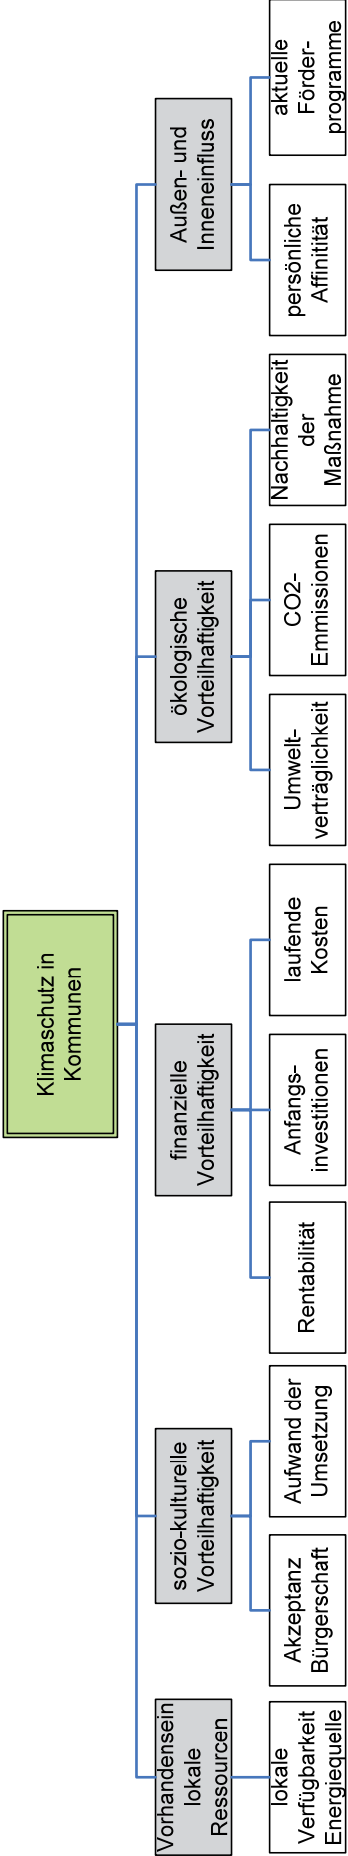 Klimaschutz in
Kommunen
Vorhandensein
lokale
Ressourcen
sozio-kulturelle
Vorteilhaftigkeit
finanzielle
Vorteilhaftigkeit
ökologische
Vorteilhaftigkeit
Außen- und
Inneneinfluss
lokale
Verfügbarkeit
Energiequelle
Akzeptanz
Bürgerschaft
Aufwand der
Umsetzung
Rentabilität
Anfangs-
investitionen
laufende
Kosten
Umwelt-
verträglichkeit
CO2-
Emmissionen
Nachhaltigkeit
der
Maßnahme
persönliche
Affinitität
aktuelle
Förder-
programme